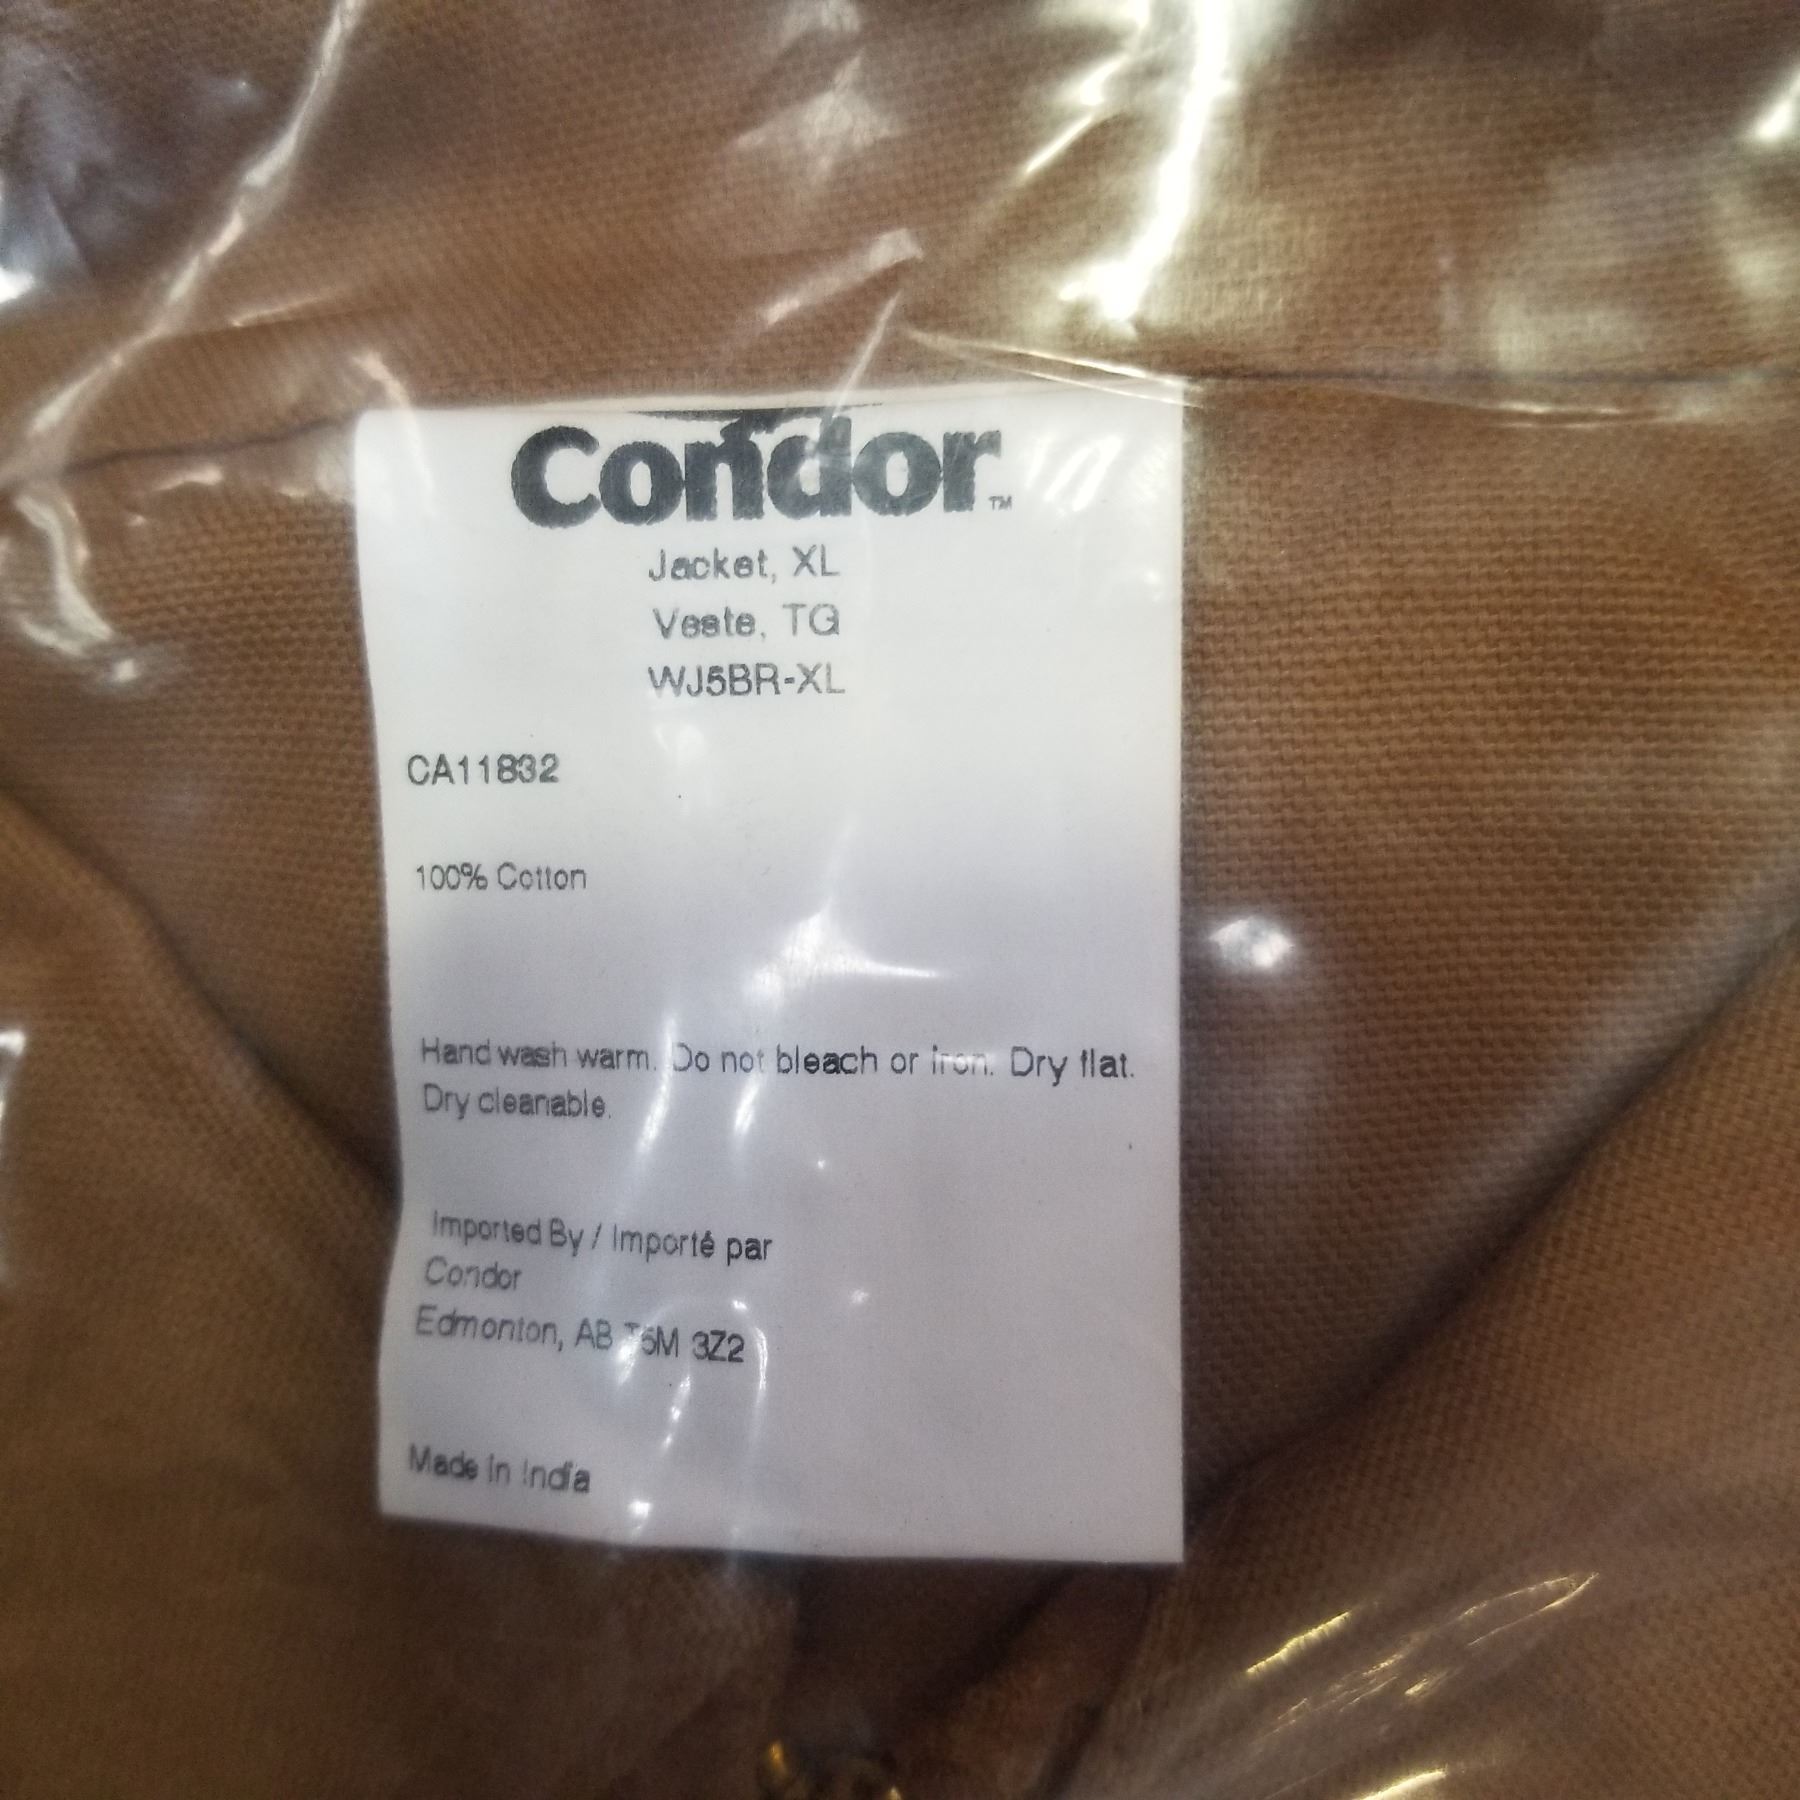 Condor™
Jacket, XL
Veste, TG
WJ5BR-XL
CA11832
100% Cotton
Hand wash warm. Do not bleach or iron. Dry flat.
Dry cleanable.
Imported By / Importé par
Condor
Edmonton, AB T5M 3Z2
Made in India